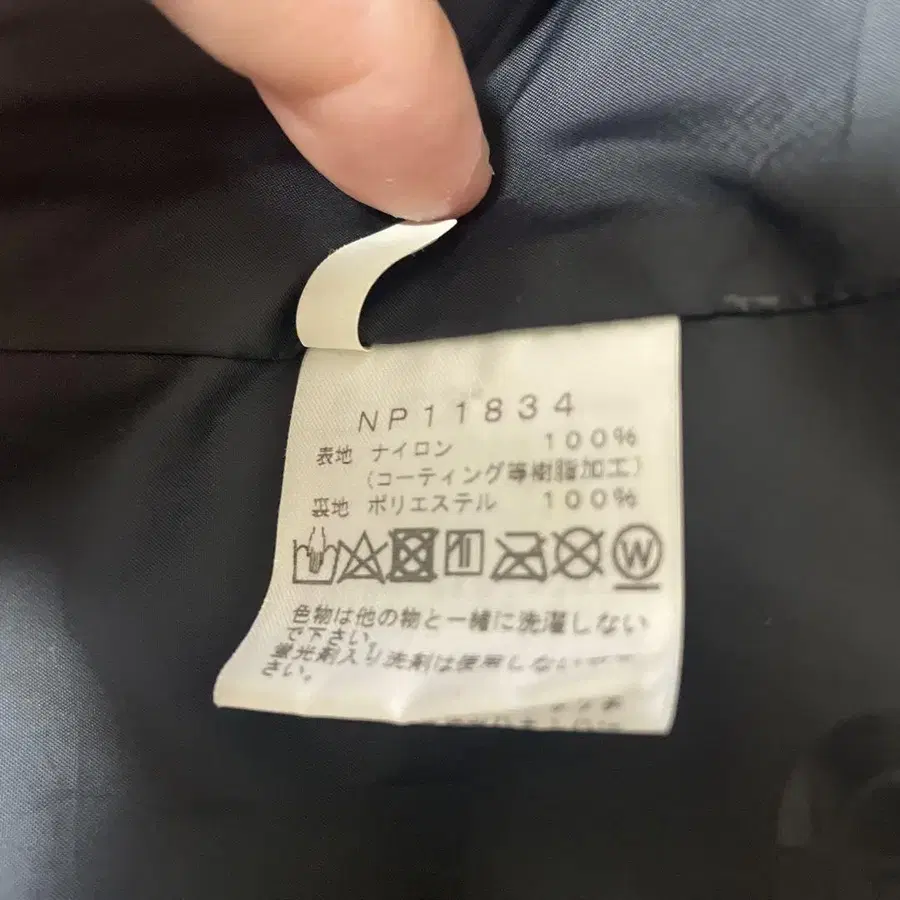 NP11834
表地 ナイロン 100%
(コーティング等樹脂加工)
裏地 ポリエステル 100%
W
色物は他の物と一緒に洗濯しない
で下さい。
蛍光剤入り洗剤は使用しない
さい。